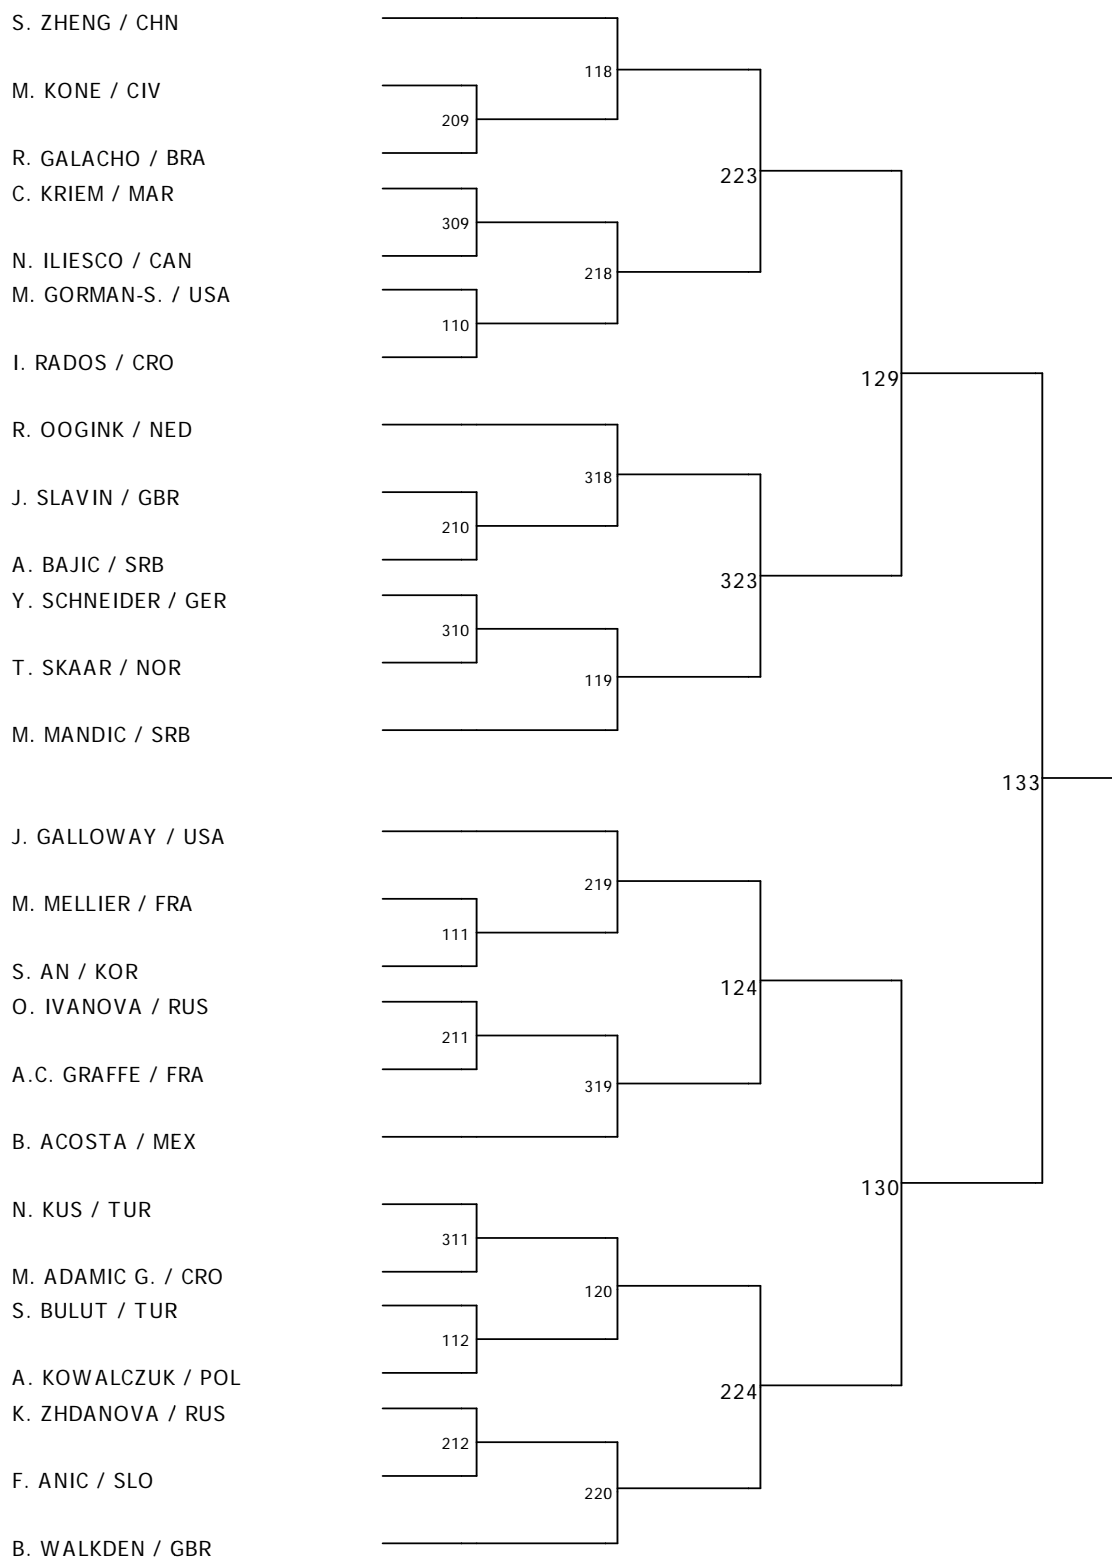 S. ZHENG / CHN
118
M. KONE / CIV
209
R. GALACHO / BRA
223
C. KRIEM / MAR
309
N. ILIESCO / CAN
218
M. GORMAN-S. / USA
110
I. RADOS / CRO
129
R. OOGINK / NED
318
J. SLAVIN / GBR
210
A. BAJIC / SRB
323
Y. SCHNEIDER / GER
310
T. SKAAR / NOR
119
M. MANDIC / SRB
133
J. GALLOWAY / USA
219
M. MELLIER / FRA
111
S. AN / KOR
124
O. IVANOVA / RUS
211
A.C. GRAFFE / FRA
319
B. ACOSTA / MEX
130
N. KUS / TUR
311
M. ADAMIC G. / CRO
120
S. BULUT / TUR
112
A. KOWALCZUK / POL
224
K. ZHDANOVA / RUS
212
F. ANIC / SLO
220
B. WALKDEN / GBR